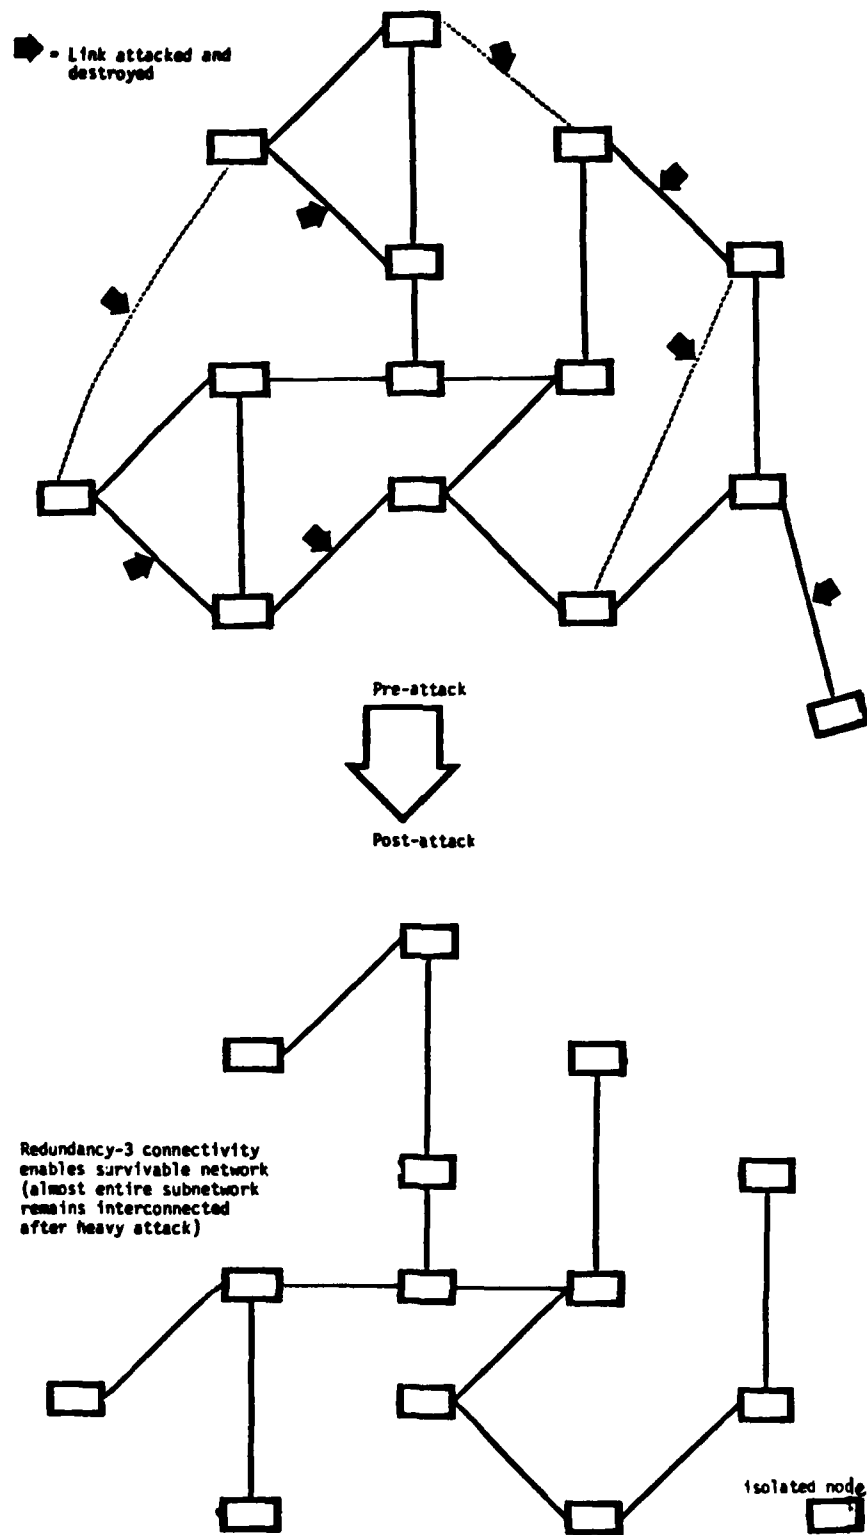 = Link attacked and
destroyed
Pre-attack
Post-attack
Redundancy-3 connectivity
enables survivable network
(almost entire subnetwork
remains interconnected
after heavy attack)
isolated node